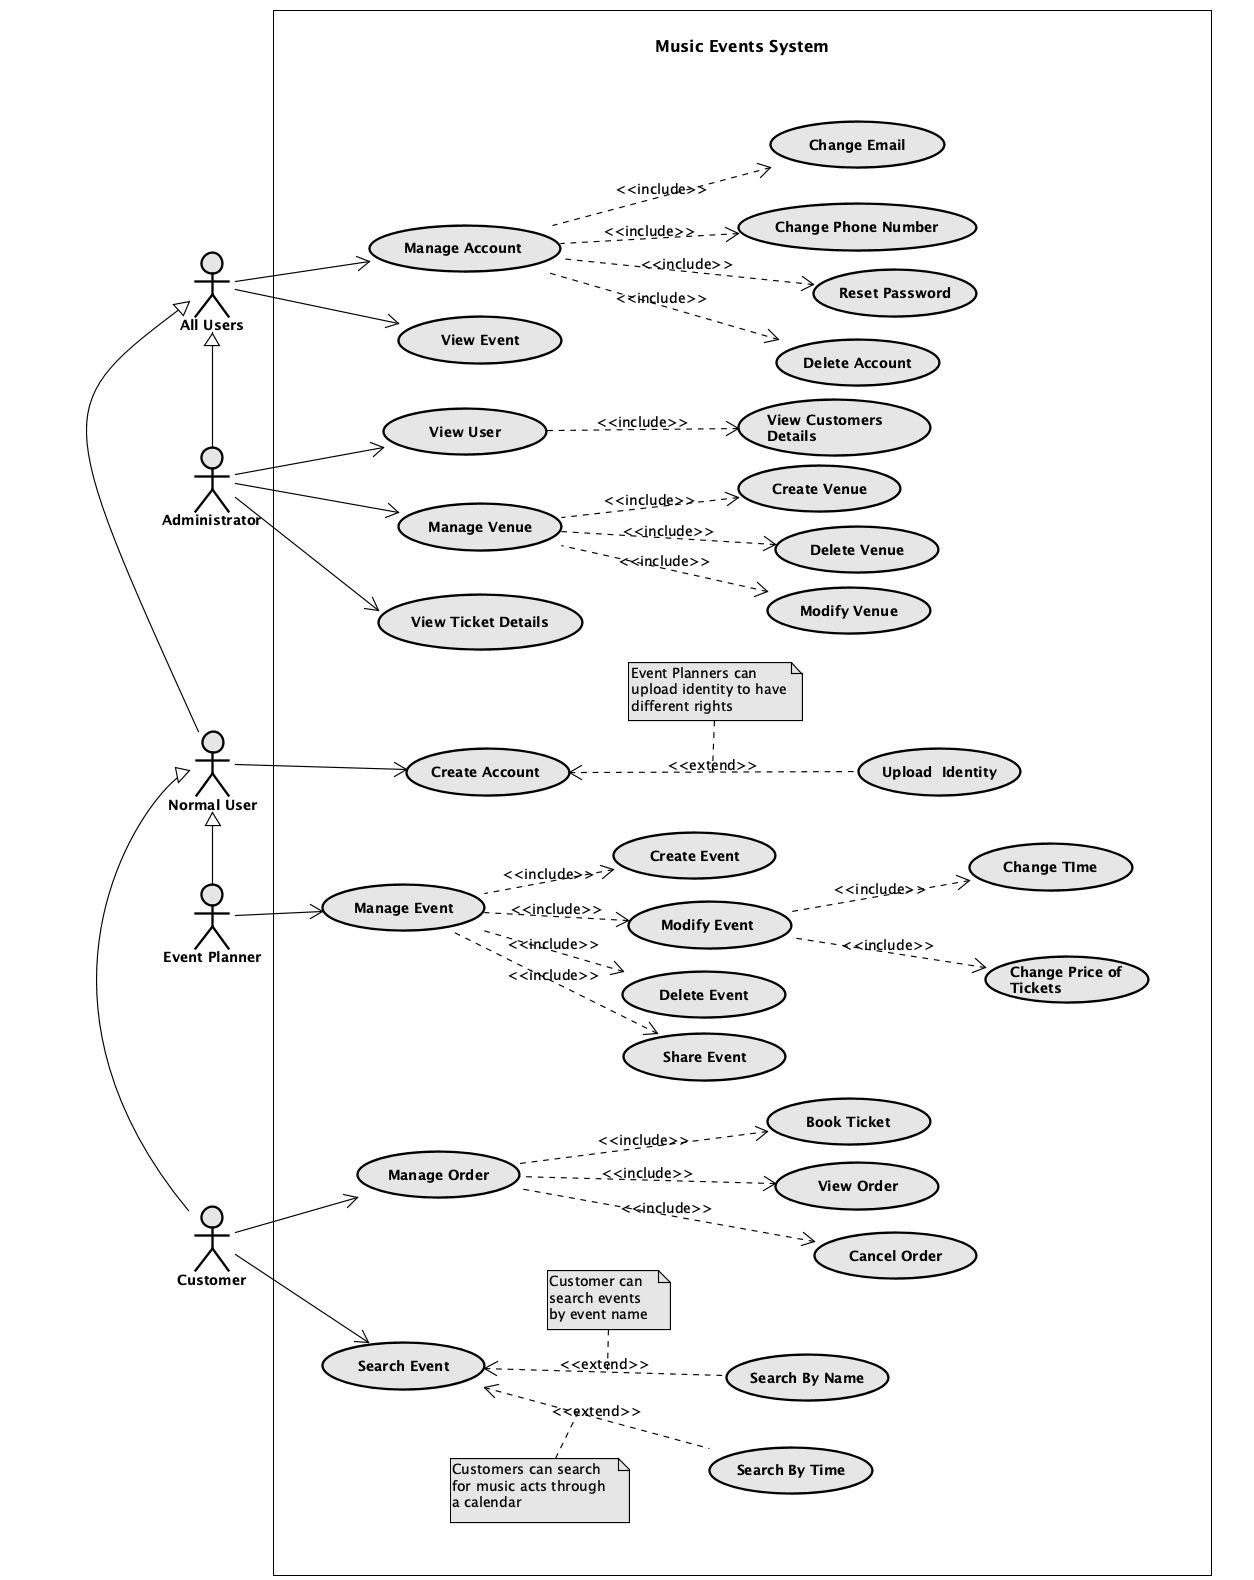 Music Events System
Change Email
<<include>>
Change Phone Number
<<include>>
Manage Account
<<include>>
Reset Password
<<include>>
All Users
View Event
Delete Account
View Customers
Details
<<include>>
View User
Create Venue
<<include>>
Administrator
Manage Venue
<<include>>
Delete Venue
<<include>>
Modify Venue
View Ticket Details
Event Planners can
upload identity to have
different rights
<<extend>>
Create Account
Upload  Identity
Normal User
Create Event
Change TIme
<<include>>
<<include>>
Manage Event
<<include>>
Modify Event
<<include>>
<<include>>
Event Planner
Change Price of
Tickets
<<include>>
Delete Event
Share Event
Book Ticket
<<include>>
Manage Order
<<include>>
View Order
<<include>>
Cancel Order
Customer
Customer can
search events
by event name
<<extend>>
Search Event
Search By Name
<<extend>>
Customers can search
for music acts through
a calendar
Search By Time